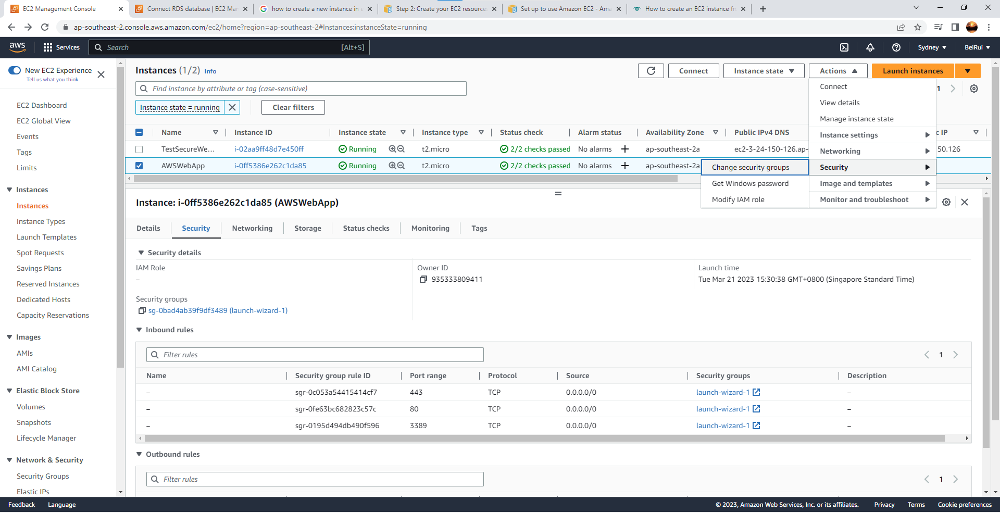 EC2 Management Console
Connect RDS database | EC2 Mar
how to create a new instance in e
Step 2: Create your EC2 resources
Set up to use Amazon EC2 - Ama
How to create an EC2 instance fr
ap-southeast-2.console.aws.amazon.com/ec2/home?region=ap-southeast-2#Instances:instanceState=running
aws
Services
Search
[Alt+S]
Sydney
BeiRui
New EC2 Experience
Tell us what you think
EC2 Dashboard
EC2 Global View
Events
Tags
Limits
Instances
Instances
Instance Types
Launch Templates
Spot Requests
Savings Plans
Reserved Instances
Dedicated Hosts
Capacity Reservations
Images
AMIs
AMI Catalog
Elastic Block Store
Volumes
Snapshots
Lifecycle Manager
Network & Security
Security Groups
Elastic IPs
Instances (1/2) Info
Connect
Instance state
Actions
Launch instances
Find instance by attribute or tag (case-sensitive)
1
Instance state = running
Clear filters
Name Instance ID Instance state Instance type Status check Alarm status Availability Zone Public IPv4 DNS c IP
TestSecureWe... i-02aa9ff48d7e450ff Running t2.micro 2/2 checks passed No alarms ap-southeast-2a ec2-3-24-150-126.ap- 50.126
AWSWebApp i-0ff5386e262c1da85 Running t2.micro 2/2 checks passed No alarms ap-southeast-2a
Connect
View details
Manage instance state
Instance settings
Networking
Security
Image and templates
Monitor and troubleshoot
Change security groups
Get Windows password
Modify IAM role
Instance: i-0ff5386e262c1da85 (AWSWebApp)
Details Security Networking Storage Status checks Monitoring Tags
Security details
IAM Role
–
Owner ID
935333809411
Launch time
Tue Mar 21 2023 15:30:38 GMT+0800 (Singapore Standard Time)
Security groups
sg-0bad4ab39f9df3489 (launch-wizard-1)
Inbound rules
Filter rules
1
Name Security group rule ID Port range Protocol Source Security groups Description
– sgr-0c053a54415414cf7 443 TCP 0.0.0.0/0 launch-wizard-1 –
– sgr-0fe63bc682823c57c 80 TCP 0.0.0.0/0 launch-wizard-1 –
– sgr-0195d494db490f596 3389 TCP 0.0.0.0/0 launch-wizard-1 –
Outbound rules
Filter rules
1
Feedback Language © 2023, Amazon Web Services, Inc. or its affiliates. Privacy Terms Cookie preferences